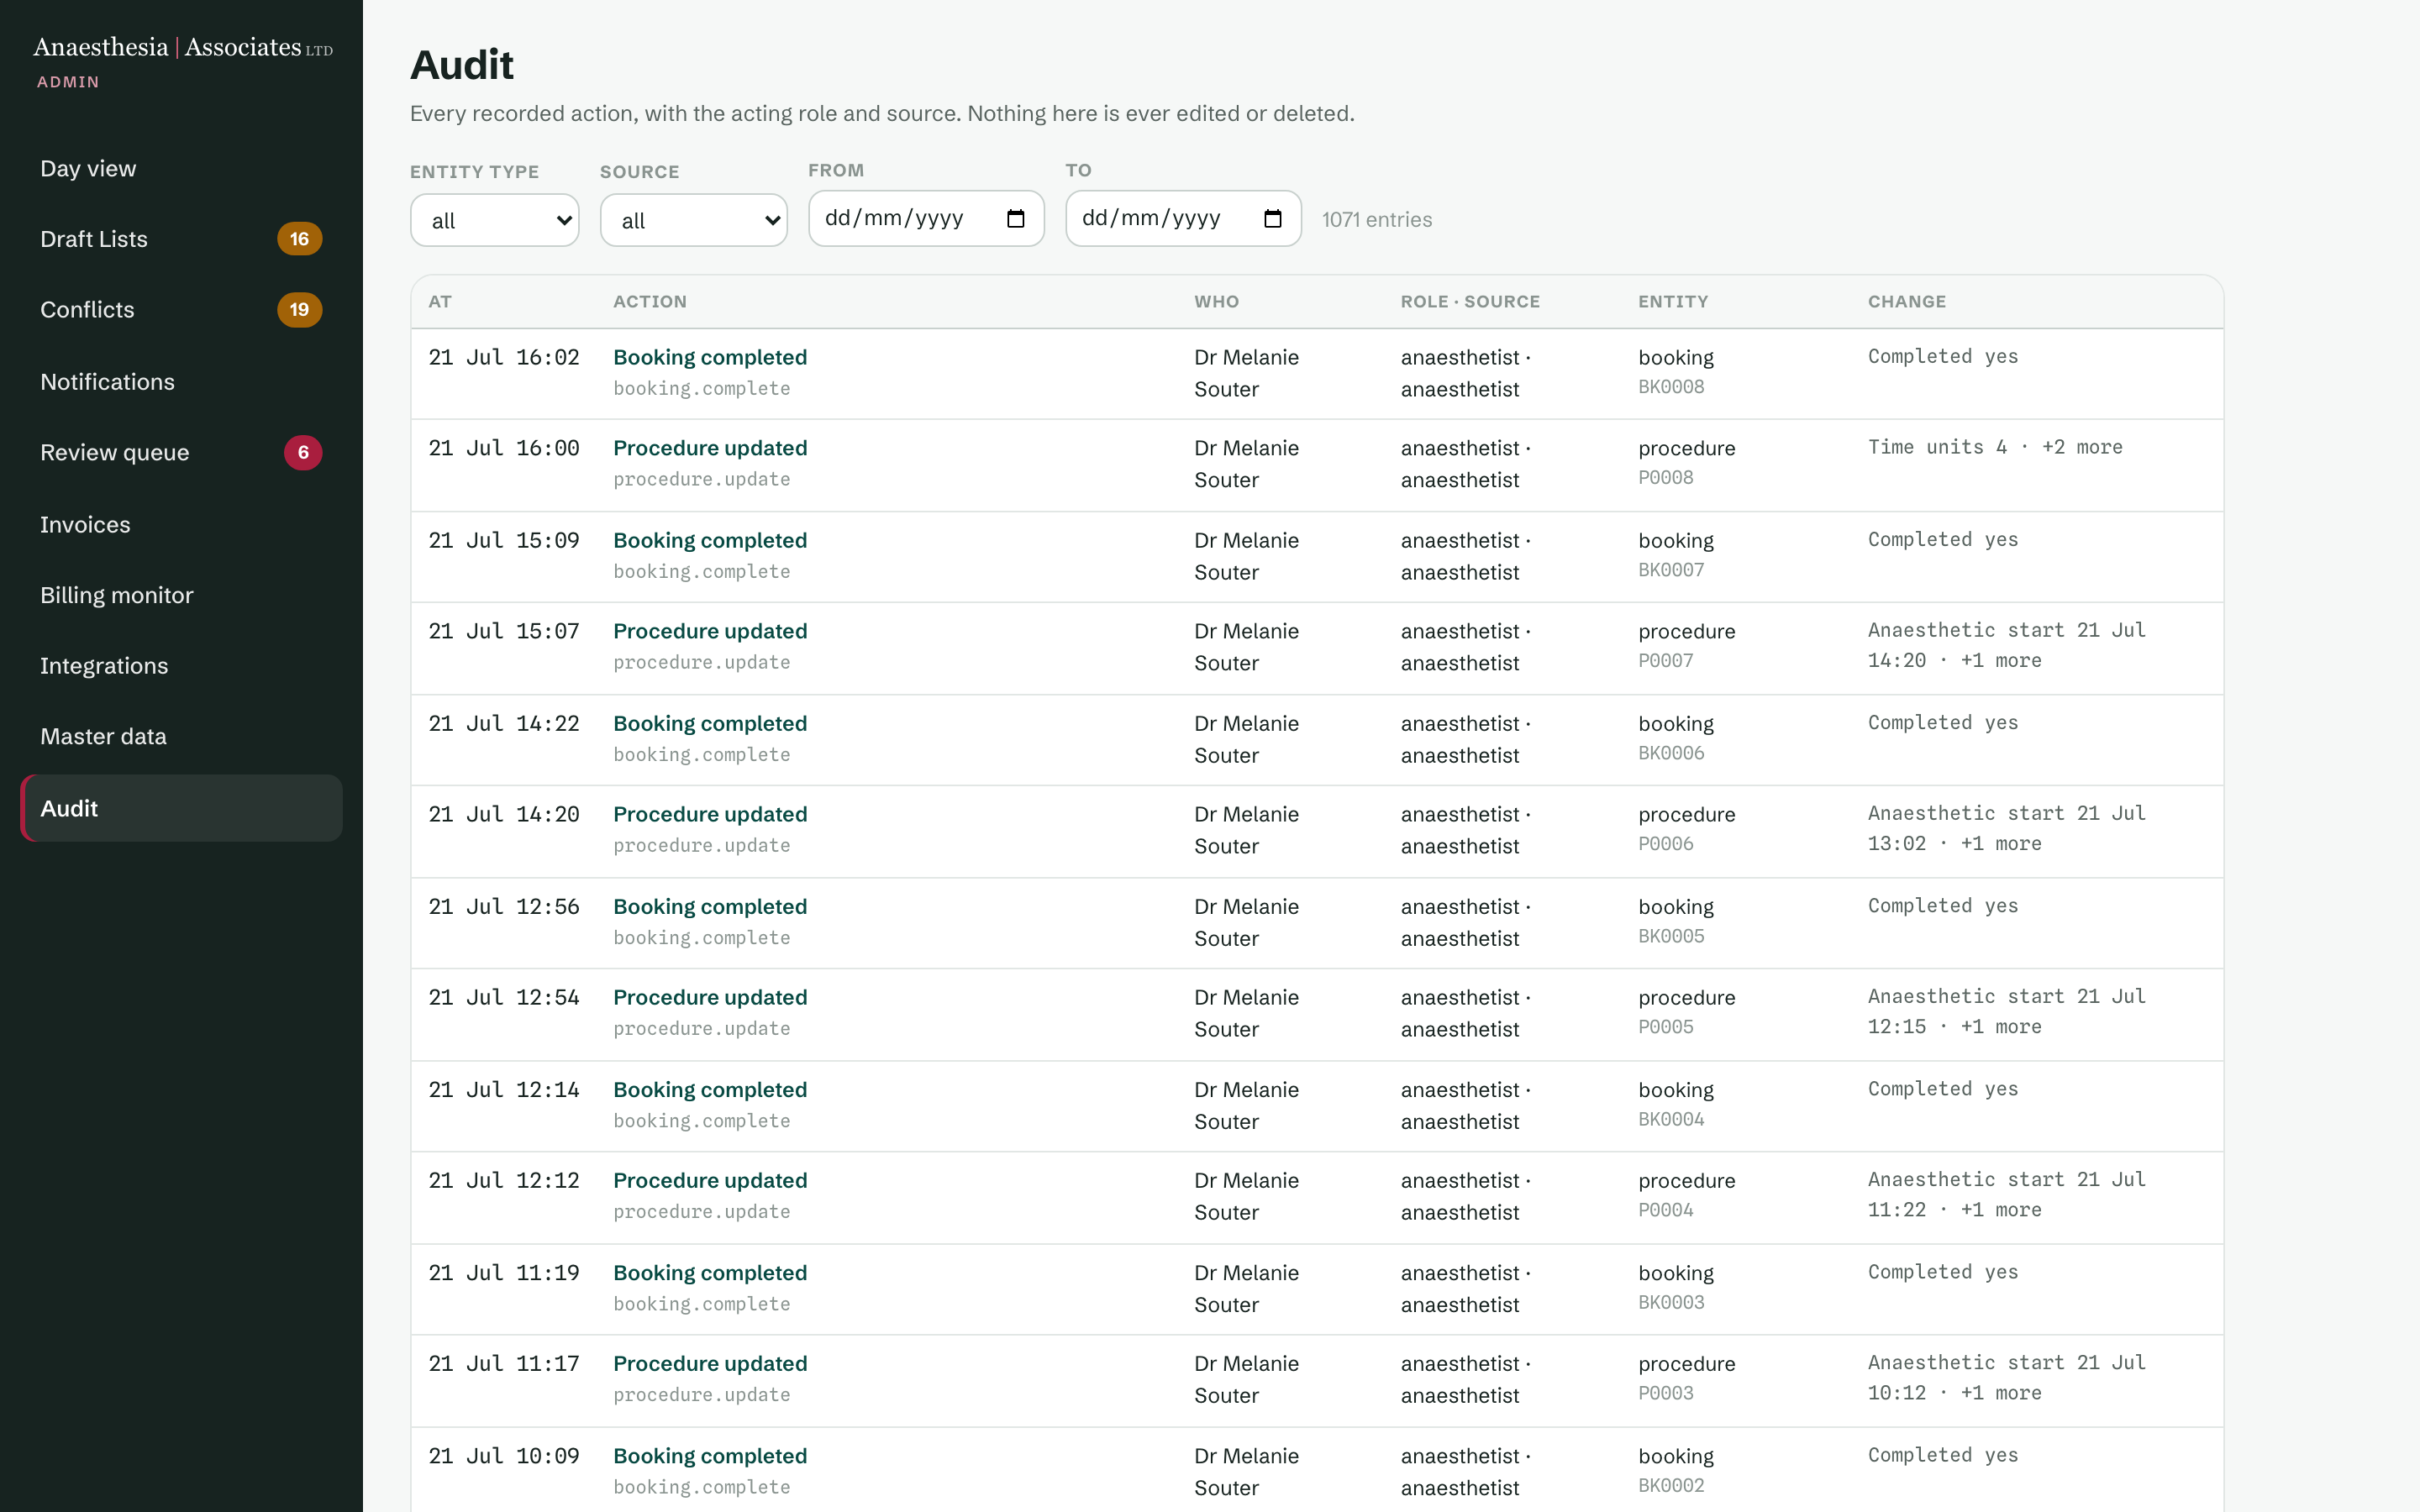 Anaesthesia | Associates LTD
ADMIN
Day view
Draft Lists 16
Conflicts 19
Notifications
Review queue 6
Invoices
Billing monitor
Integrations
Master data
Audit
Audit
Every recorded action, with the acting role and source. Nothing here is ever edited or deleted.
ENTITY TYPE SOURCE FROM TO
all all dd/mm/yyyy dd/mm/yyyy 1071 entries
AT ACTION WHO ROLE · SOURCE ENTITY CHANGE
21 Jul 16:02 Booking completed Dr Melanie anaesthetist · booking Completed yes
booking.complete Souter anaesthetist BK0008
21 Jul 16:00 Procedure updated Dr Melanie anaesthetist · procedure Time units 4 · +2 more
procedure.update Souter anaesthetist P0008
21 Jul 15:09 Booking completed Dr Melanie anaesthetist · booking Completed yes
booking.complete Souter anaesthetist BK0007
21 Jul 15:07 Procedure updated Dr Melanie anaesthetist · procedure Anaesthetic start 21 Jul
procedure.update Souter anaesthetist P0007 14:20 · +1 more
21 Jul 14:22 Booking completed Dr Melanie anaesthetist · booking Completed yes
booking.complete Souter anaesthetist BK0006
21 Jul 14:20 Procedure updated Dr Melanie anaesthetist · procedure Anaesthetic start 21 Jul
procedure.update Souter anaesthetist P0006 13:02 · +1 more
21 Jul 12:56 Booking completed Dr Melanie anaesthetist · booking Completed yes
booking.complete Souter anaesthetist BK0005
21 Jul 12:54 Procedure updated Dr Melanie anaesthetist · procedure Anaesthetic start 21 Jul
procedure.update Souter anaesthetist P0005 12:15 · +1 more
21 Jul 12:14 Booking completed Dr Melanie anaesthetist · booking Completed yes
booking.complete Souter anaesthetist BK0004
21 Jul 12:12 Procedure updated Dr Melanie anaesthetist · procedure Anaesthetic start 21 Jul
procedure.update Souter anaesthetist P0004 11:22 · +1 more
21 Jul 11:19 Booking completed Dr Melanie anaesthetist · booking Completed yes
booking.complete Souter anaesthetist BK0003
21 Jul 11:17 Procedure updated Dr Melanie anaesthetist · procedure Anaesthetic start 21 Jul
procedure.update Souter anaesthetist P0003 10:12 · +1 more
21 Jul 10:09 Booking completed Dr Melanie anaesthetist · booking Completed yes
booking.complete Souter anaesthetist BK0002